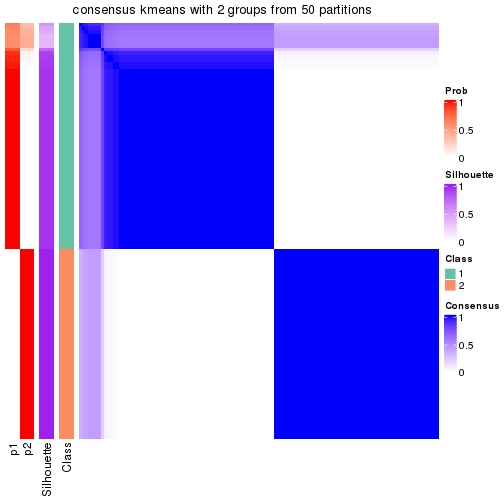 consensus kmeans with 2 groups from 50 partitions
Prob
1
0.5
0
Silhouette
1
0.5
0
Class
1
2
Consensus
1
0.5
0
p1
p2
Silhouette
Class